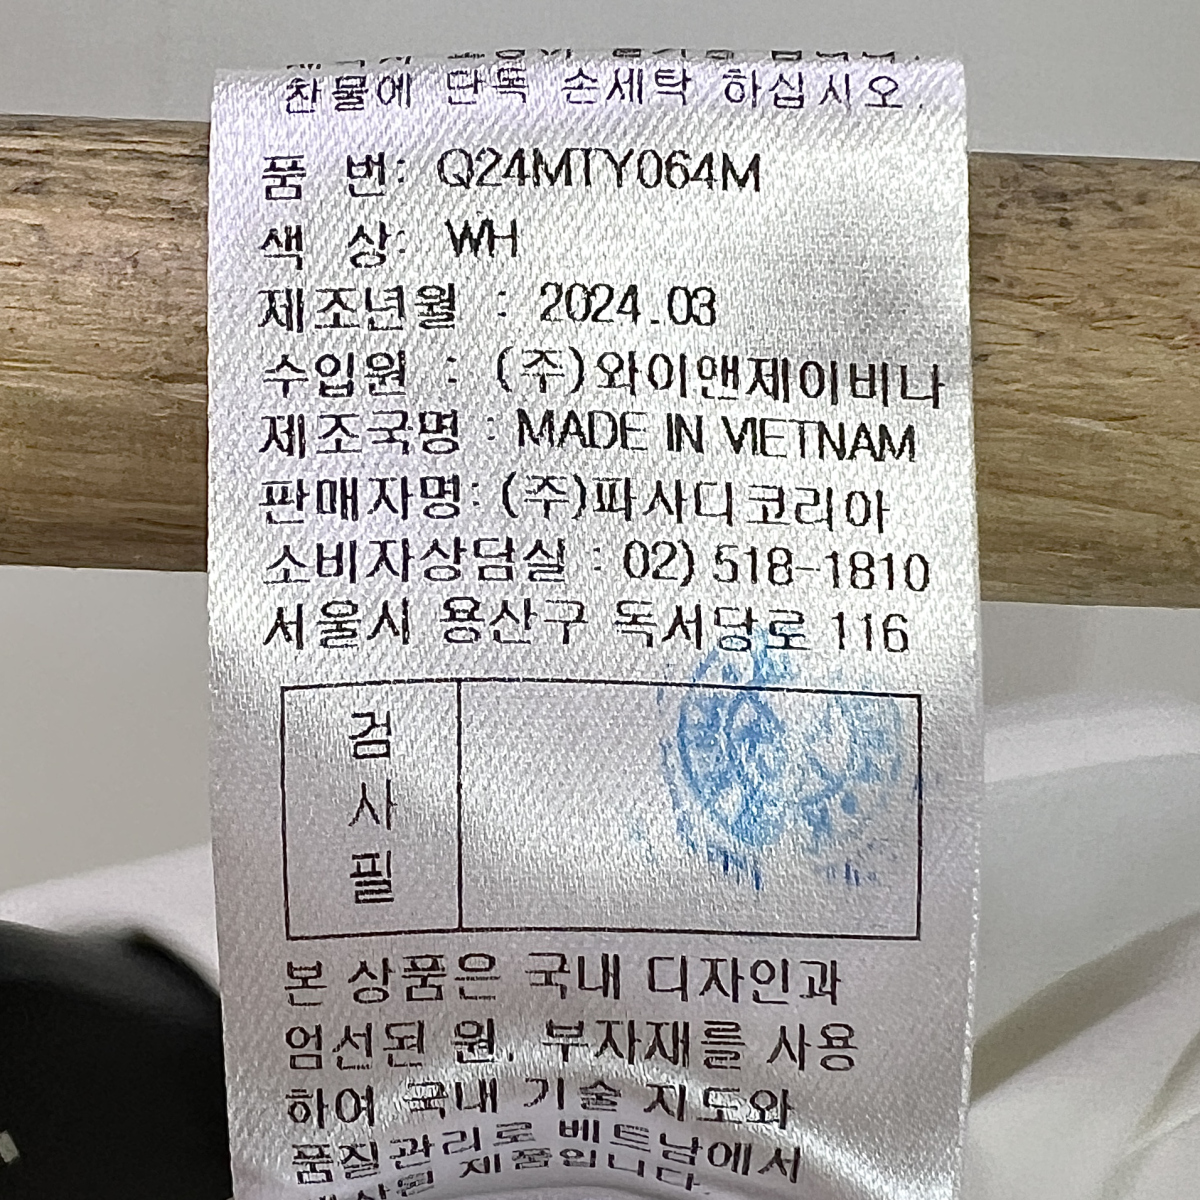 찬물에 단독 손세탁 하십시오.
품 번: Q24MTY064M
색 상: WH
제조년월 : 2024.03
수입원 : (주)와이앤제이비나
제조국명 : MADE IN VIETNAM
판매자명: (주)파사디코리아
소비자상담실 : 02) 518-1810
서울시 용산구 독서당로 116
검
사
필
본 상품은 국내 디자인과
엄선된 원. 부자재를 사용
하여 국내 기술 지도와
품질관리로 베트남에서
제품입니다.